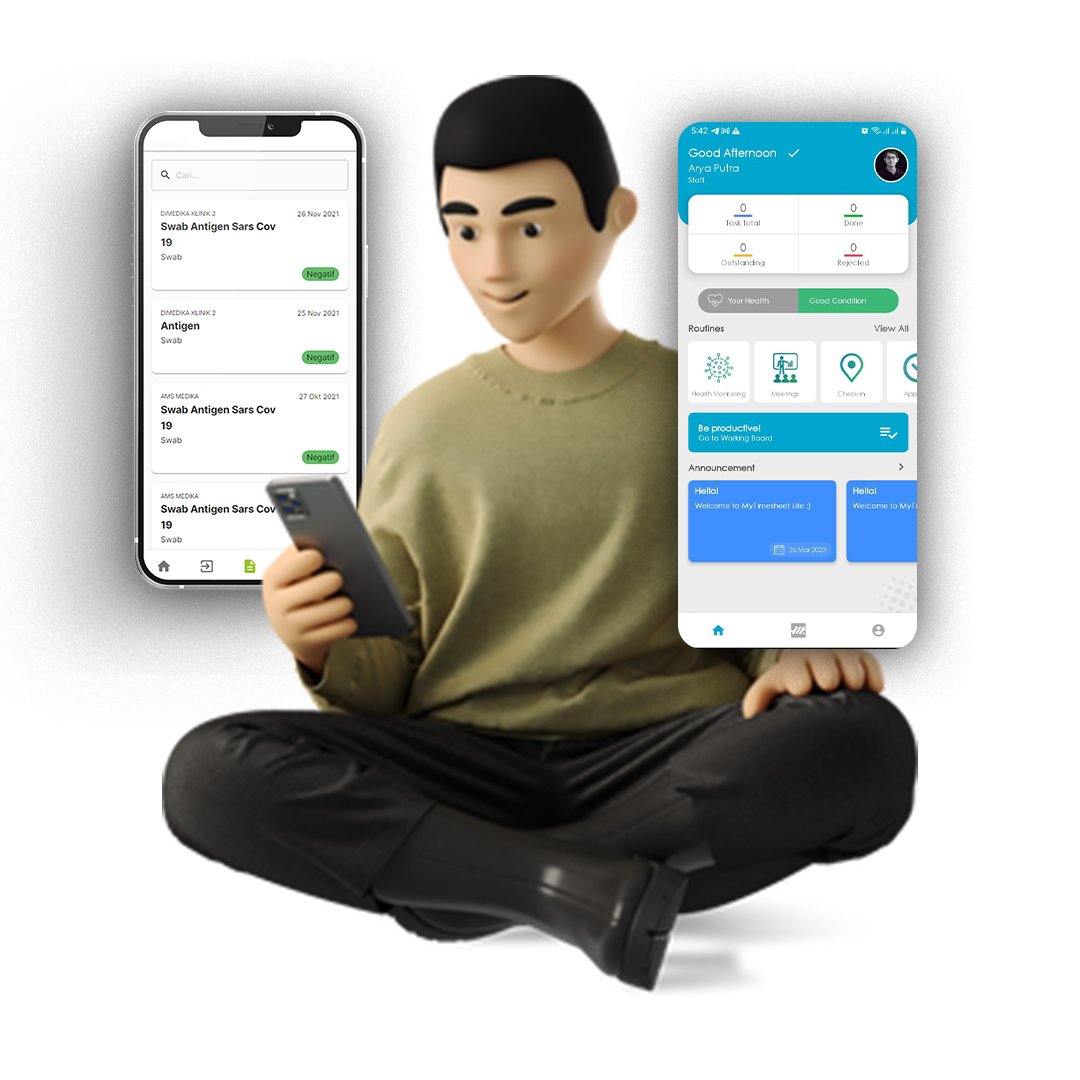 Cari...
DIMEDIKA KLINIK 2
26 Nov 2021
Swab Antigen Sars Cov
19
Swab
Negatif
DIMEDIKA KLINIK 2
25 Nov 2021
Antigen
Swab
Negatif
AMS MEDIKA
27 Okt 2021
Swab Antigen Sars Cov
19
Swab
Negatif
AMS MEDIKA
Swab Antigen Sars Cov
19
Swab
5:42
Good Afternoon
Arya Putra
Staff
0
Task Total
0
Done
0
Outstanding
0
Rejected
Your Health
Good Condition
Routines
View All
Health Monitoring
Meetings
Check-in
App
Be productive!
Go to Working Board
Announcement
Hello!
Welcome to MyTimesheet Lite :)
26 Mar 2023
Hello!
Welcome to MyTi